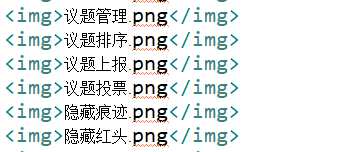 <img>议题管理.png</img>
<img>议题排序.png</img>
<img>议题上报.png</img>
<img>议题投票.png</img>
<img>隐藏痕迹.png</img>
<img>隐藏红头.png</img>